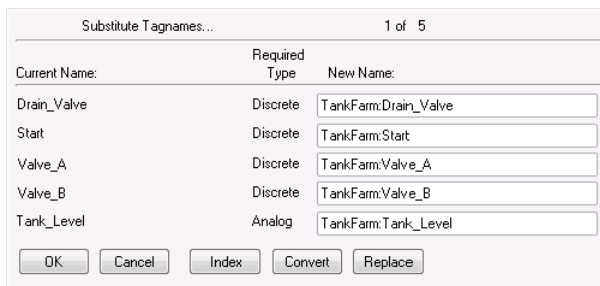 Substitute Tagnames... 1 of 5
Required
Current Name: Type New Name:
Drain_Valve Discrete TankFarm:Drain_Valve
Start Discrete TankFarm:Start
Valve_A Discrete TankFarm:Valve_A
Valve_B Discrete TankFarm:Valve_B
Tank_Level Analog TankFarm:Tank_Level
OK Cancel Index Convert Replace